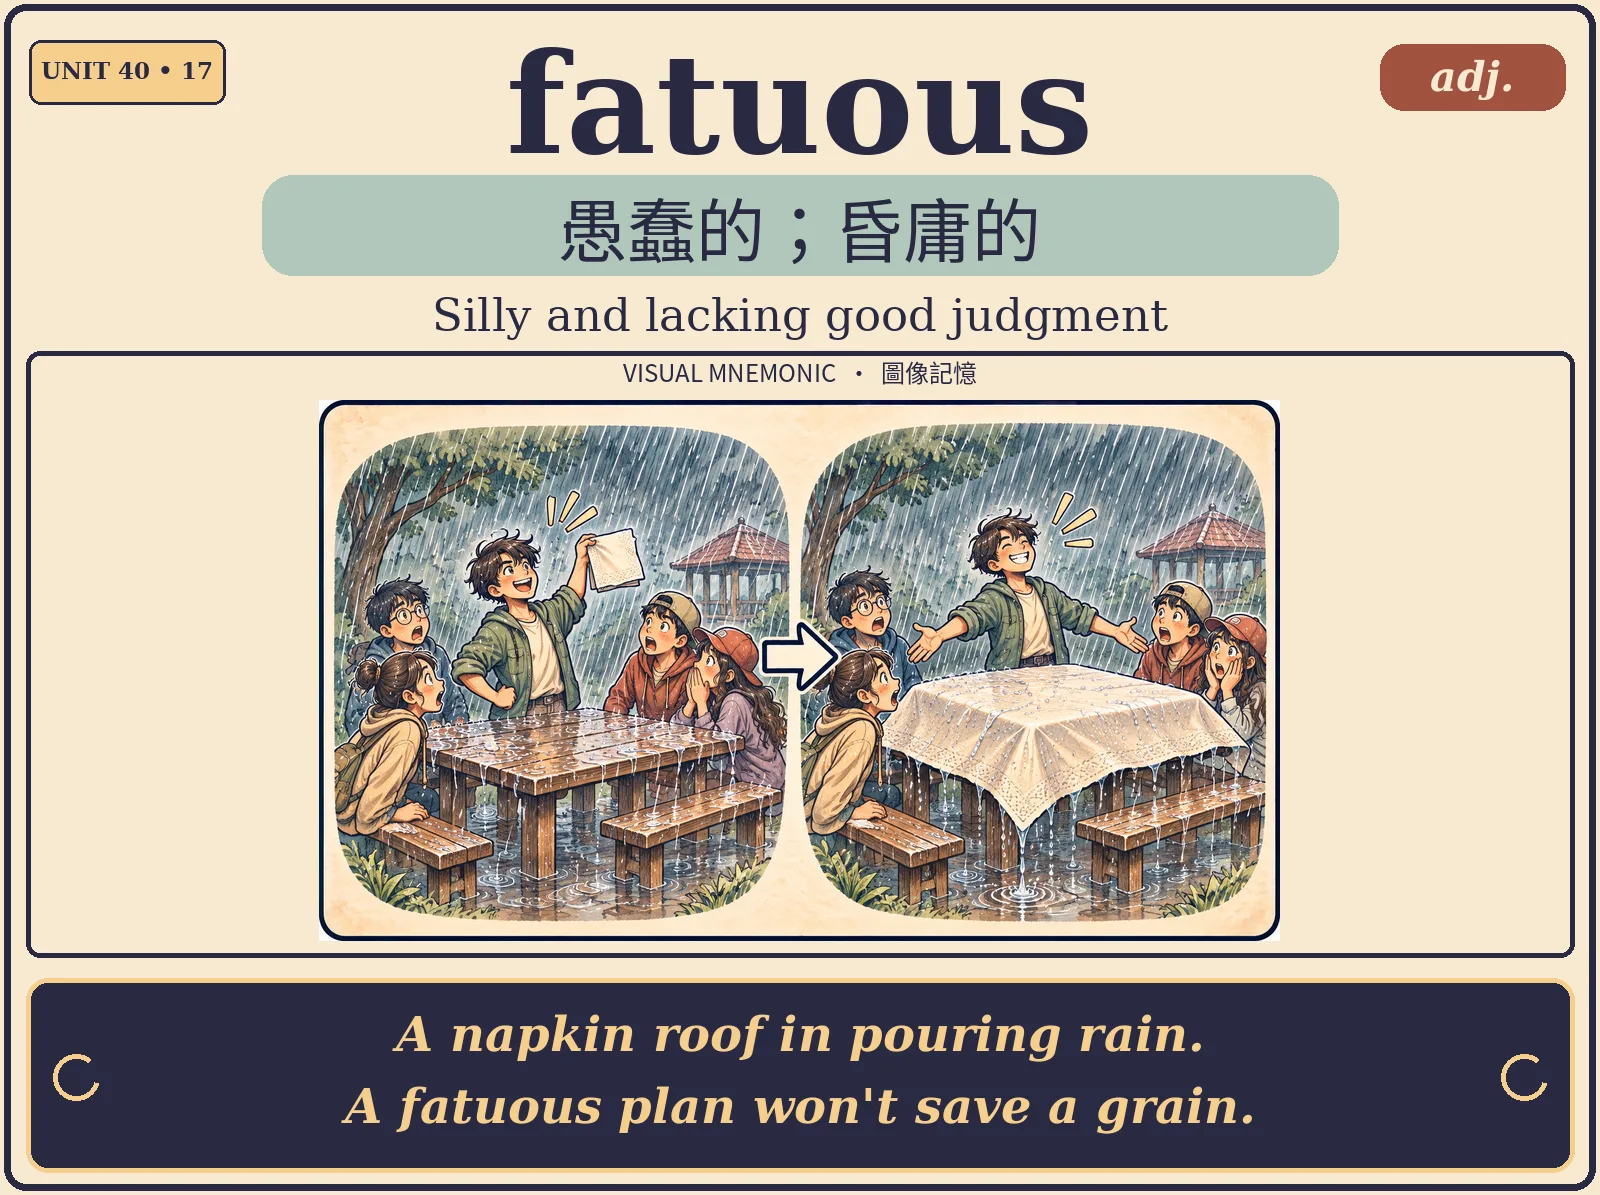 UNIT 40 • 17
fatuous
adj.
愚蠢的；昏庸的
Silly and lacking good judgment
VISUAL MNEMONIC • 圖像記憶
A napkin roof in pouring rain.
A fatuous plan won't save a grain.